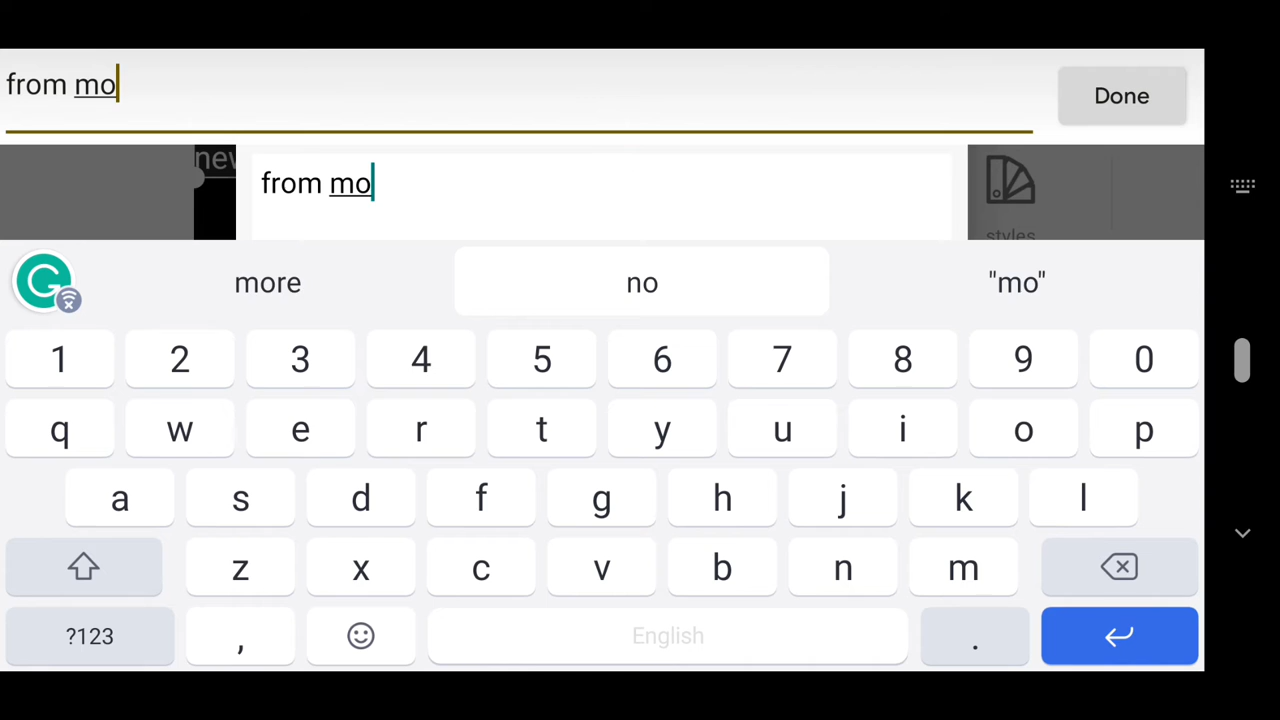 from mo
Done
new
from mo
styles
more no "mo"
1 2 3 4 5 6 7 8 9 0
q w e r t y u i o p
a s d f g h j k l
z x c v b n m
?123 , English .